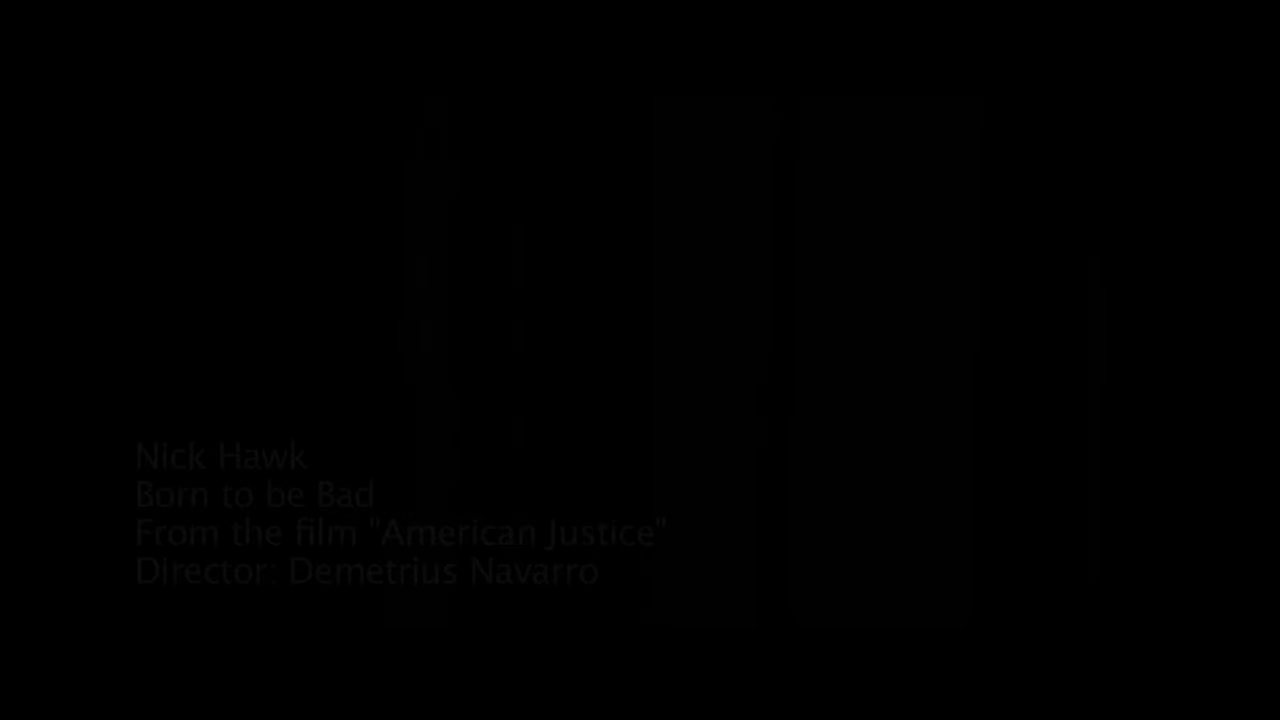 Nick Hawk
Born to be Bad
From the film "American Justice"
Director: Demetrius Navarro